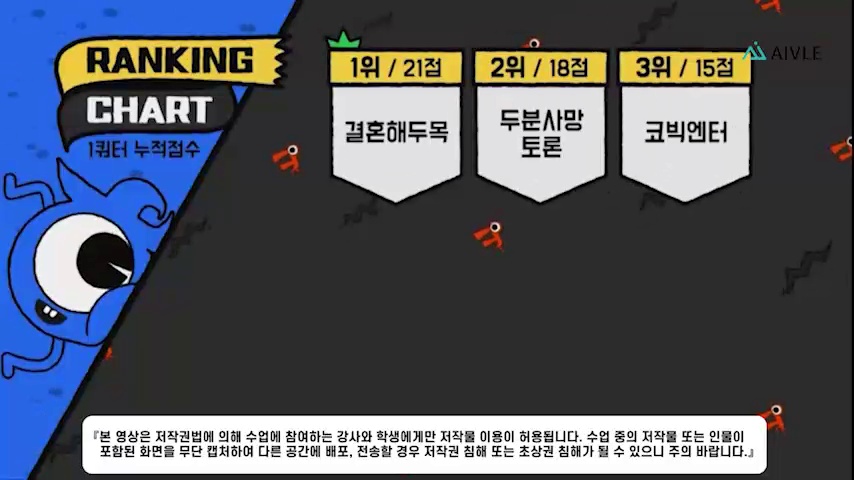 RANKING
CHART
1쿼터 누적점수
1위 / 21점
결혼해두목
2위 / 18점
두분사망
토론
3위 / 15점
코빅엔터
AIVLE
『본 영상은 저작권법에 의해 수업에 참여하는 강사와 학생에게만 저작물 이용이 허용됩니다. 수업 중의 저작물 또는 인물이
포함된 화면을 무단 캡처하여 다른 공간에 배포, 전송할 경우 저작권 침해 또는 초상권 침해가 될 수 있으니 주의 바랍니다.』